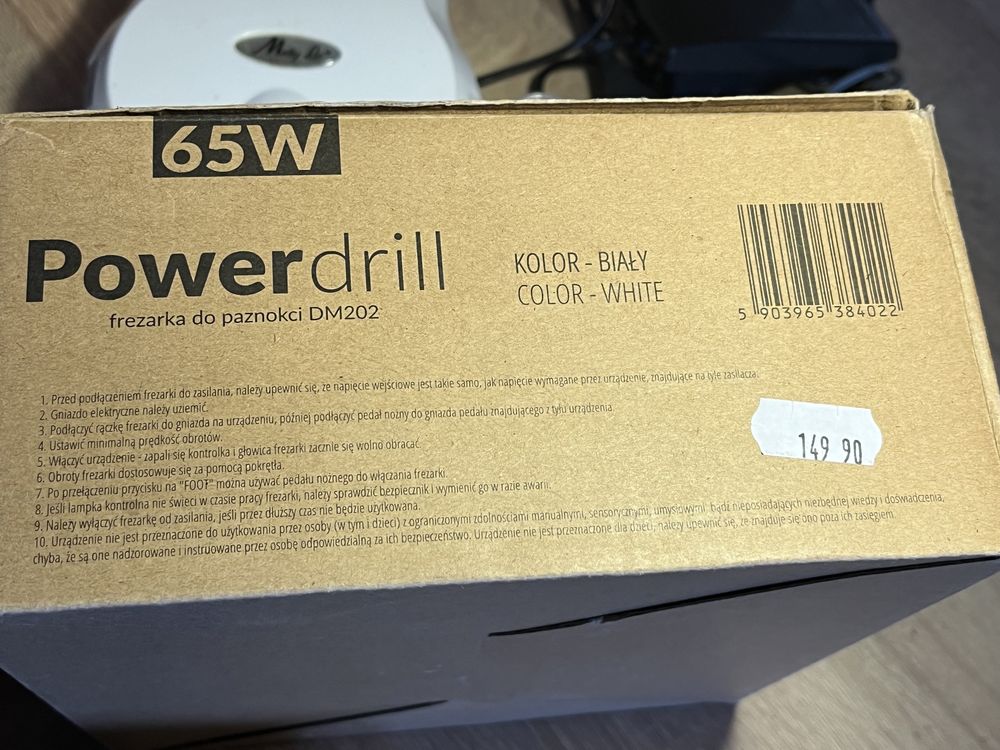 65W
Powerdrill
frezarka do paznokci DM202
KOLOR - BIAŁY
COLOR - WHITE
5 903965 384022
1. Przed podłączeniem frezarki do zasilania, należy upewnić się, że napięcie wejściowe jest takie samo, jak napięcie wymagane przez urządzenie, znajdujące na tyle zasilacza.
2. Gniazdo elektryczne należy uziemić.
3. Podłączyć rączkę frezarki do gniazda na urządzeniu, później podłączyć pedał nożny do gniazda pedału znajdującego z tyłu urządzenia.
4. Ustawić minimalną prędkość obrotów.
5. Włączyć urządzenie - zapali się kontrolka i głowica frezarki zacznie się wolno obracać.
6. Obroty frezarki dostosowuje się za pomocą pokrętła.
7. Po przełączeniu przycisku na "FOOT" można używać pedału nożnego do włączania frezarki.
8. Jeśli lampka kontrolna nie świeci w czasie pracy frezarki, należy sprawdzić bezpiecznik i wymienić go w razie awarii.
9. Należy wyłączyć frezarkę od zasilania, jeśli przez dłuższy czas nie będzie użytkowana.
10. Urządzenie nie jest przeznaczone do użytkowania przez osoby (w tym i dzieci) z ograniczonymi zdolnościami manualnymi, sensorycznymi, umysłowymi bądź nieposiadających niezbędnej wiedzy i doświadczenia,
chyba, że są one nadzorowane i instruowane przez osobę odpowiedzialną za ich bezpieczeństwo. Urządzenie nie jest przeznaczone dla dzieci, należy upewnić się, że znajduje się ono poza ich zasięgiem.
149 90